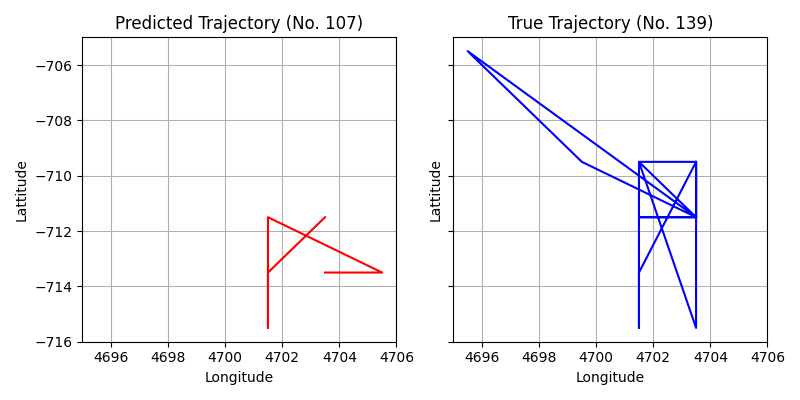 Predicted Trajectory (No. 107)
True Trajectory (No. 139)
Lattitude
−706
−708
−710
−712
−714
−716
4696 4698 4700 4702 4704 4706
Longitude
Lattitude
4696 4698 4700 4702 4704 4706
Longitude